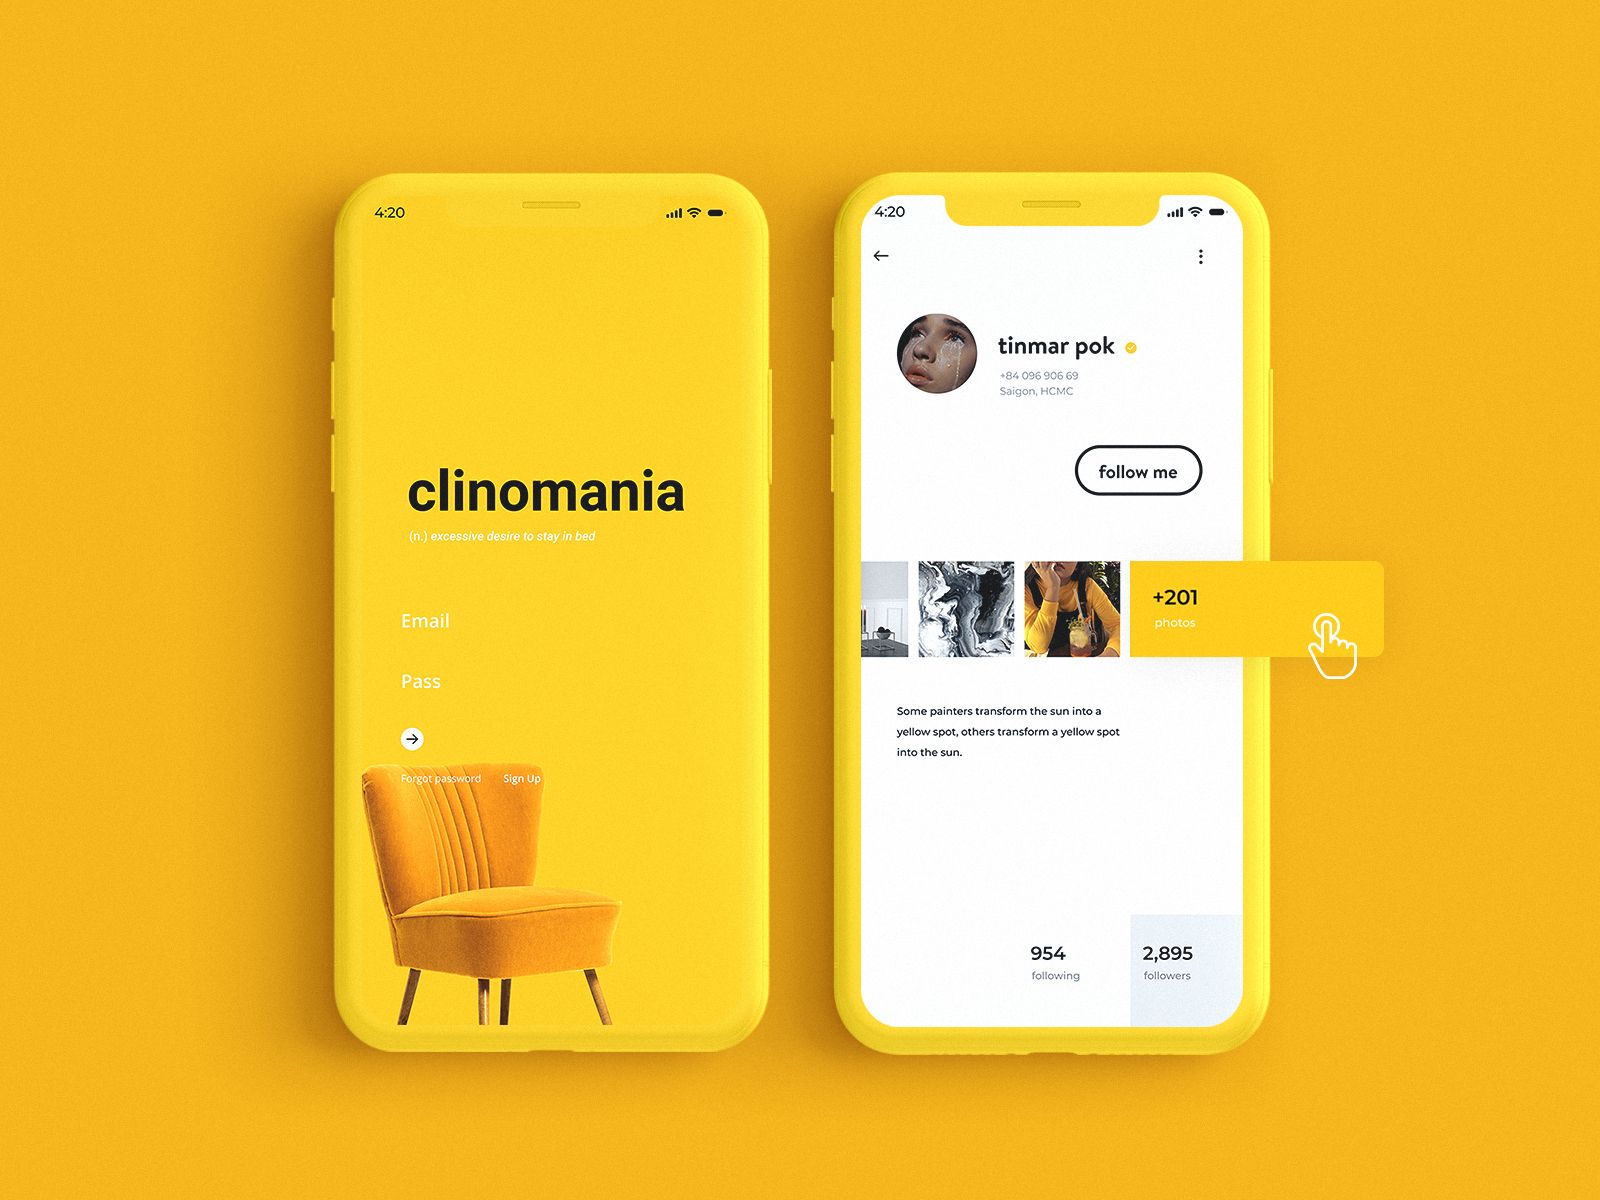 4:20
clinomania
(n.) excessive desire to stay in bed
Email
Pass
Forgot password Sign Up
4:20
tinmar pok
+84 096 906 69
Saigon, HCMC
follow me
+201
photos
Some painters transform the sun into a
yellow spot, others transform a yellow spot
into the sun.
954
following
2,895
followers